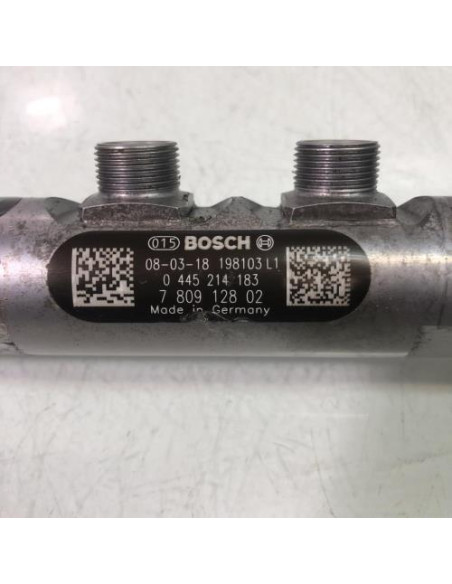 015 BOSCH
08-03-18 198103 L1
0 445 214 183
7 809 128 02
Made in Germany